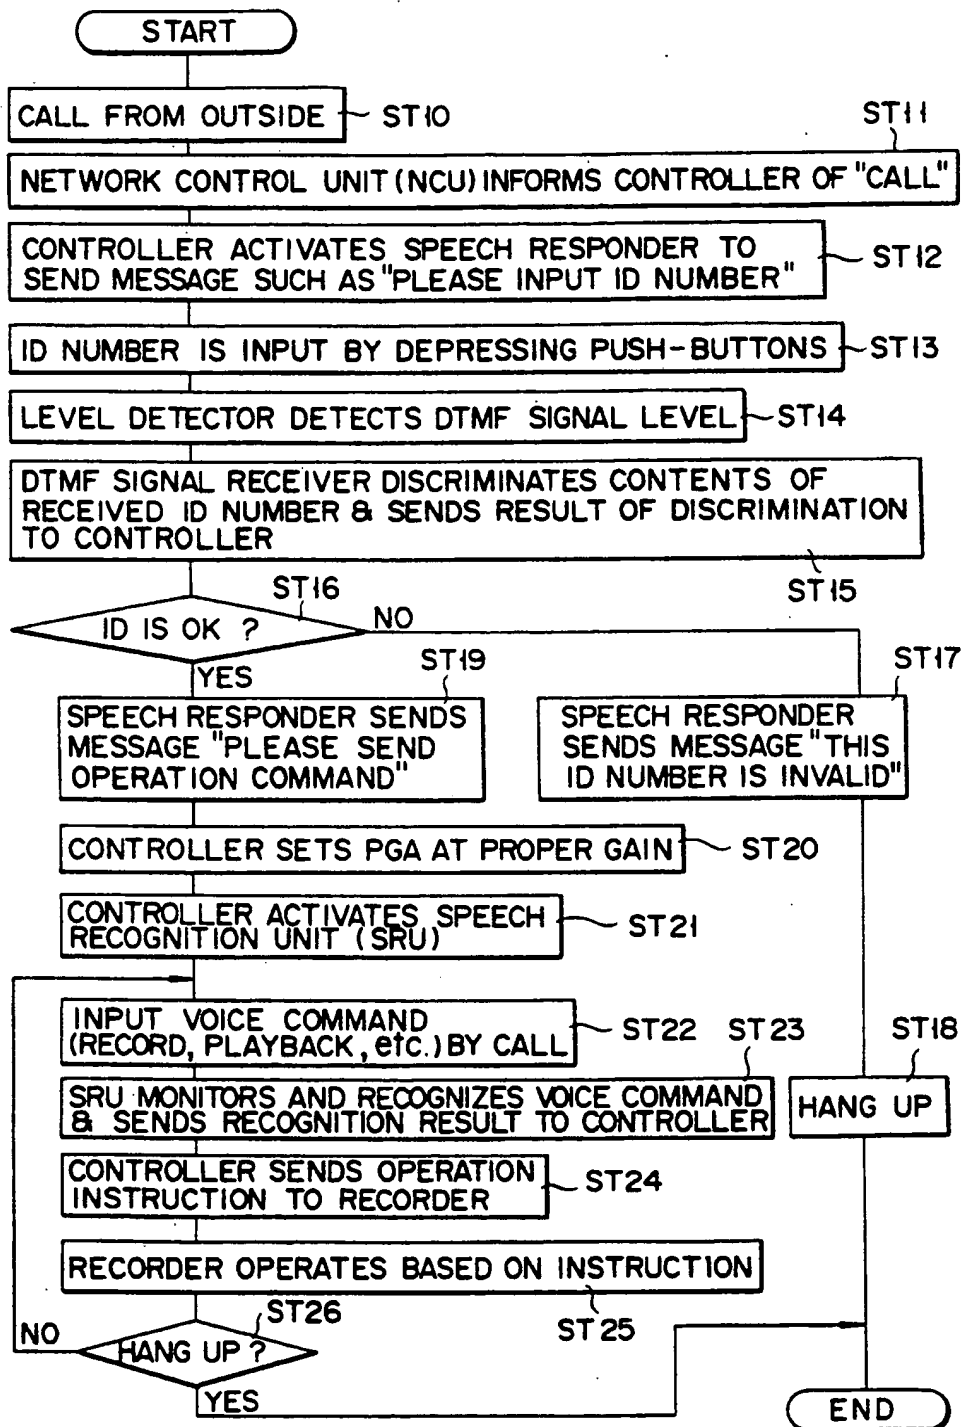 START
CALL FROM OUTSIDE
ST10
ST11
NETWORK CONTROL UNIT (NCU) INFORMS CONTROLLER OF "CALL"
CONTROLLER ACTIVATES SPEECH RESPONDER TO
SEND MESSAGE SUCH AS "PLEASE INPUT ID NUMBER"
ST12
ID NUMBER IS INPUT BY DEPRESSING PUSH-BUTTONS
ST13
LEVEL DETECTOR DETECTS DTMF SIGNAL LEVEL
ST14
DTMF SIGNAL RECEIVER DISCRIMINATES CONTENTS OF
RECEIVED ID NUMBER & SENDS RESULT OF DISCRIMINATION
TO CONTROLLER
ST15
ST16
ID IS OK ?
NO
YES
ST19
SPEECH RESPONDER SENDS
MESSAGE "PLEASE SEND
OPERATION COMMAND"
ST17
SPEECH RESPONDER
SENDS MESSAGE "THIS
ID NUMBER IS INVALID"
CONTROLLER SETS PGA AT PROPER GAIN
ST20
CONTROLLER ACTIVATES SPEECH
RECOGNITION UNIT (SRU)
ST21
INPUT VOICE COMMAND
(RECORD, PLAYBACK, etc.) BY CALL
ST22
ST23
SRU MONITORS AND RECOGNIZES VOICE COMMAND
& SENDS RECOGNITION RESULT TO CONTROLLER
ST18
HANG UP
CONTROLLER SENDS OPERATION
INSTRUCTION TO RECORDER
ST24
RECORDER OPERATES BASED ON INSTRUCTION
ST25
ST26
HANG UP ?
NO
YES
END